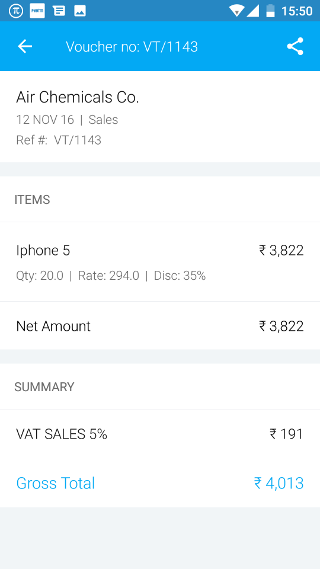 15:50
Voucher no: VT/1143
Air Chemicals Co.
12 NOV 16 | Sales
Ref #: VT/1143
ITEMS
Iphone 5 ₹ 3,822
Qty: 20.0 | Rate: 294.0 | Disc: 35%
Net Amount ₹ 3,822
SUMMARY
VAT SALES 5% ₹ 191
Gross Total ₹ 4,013